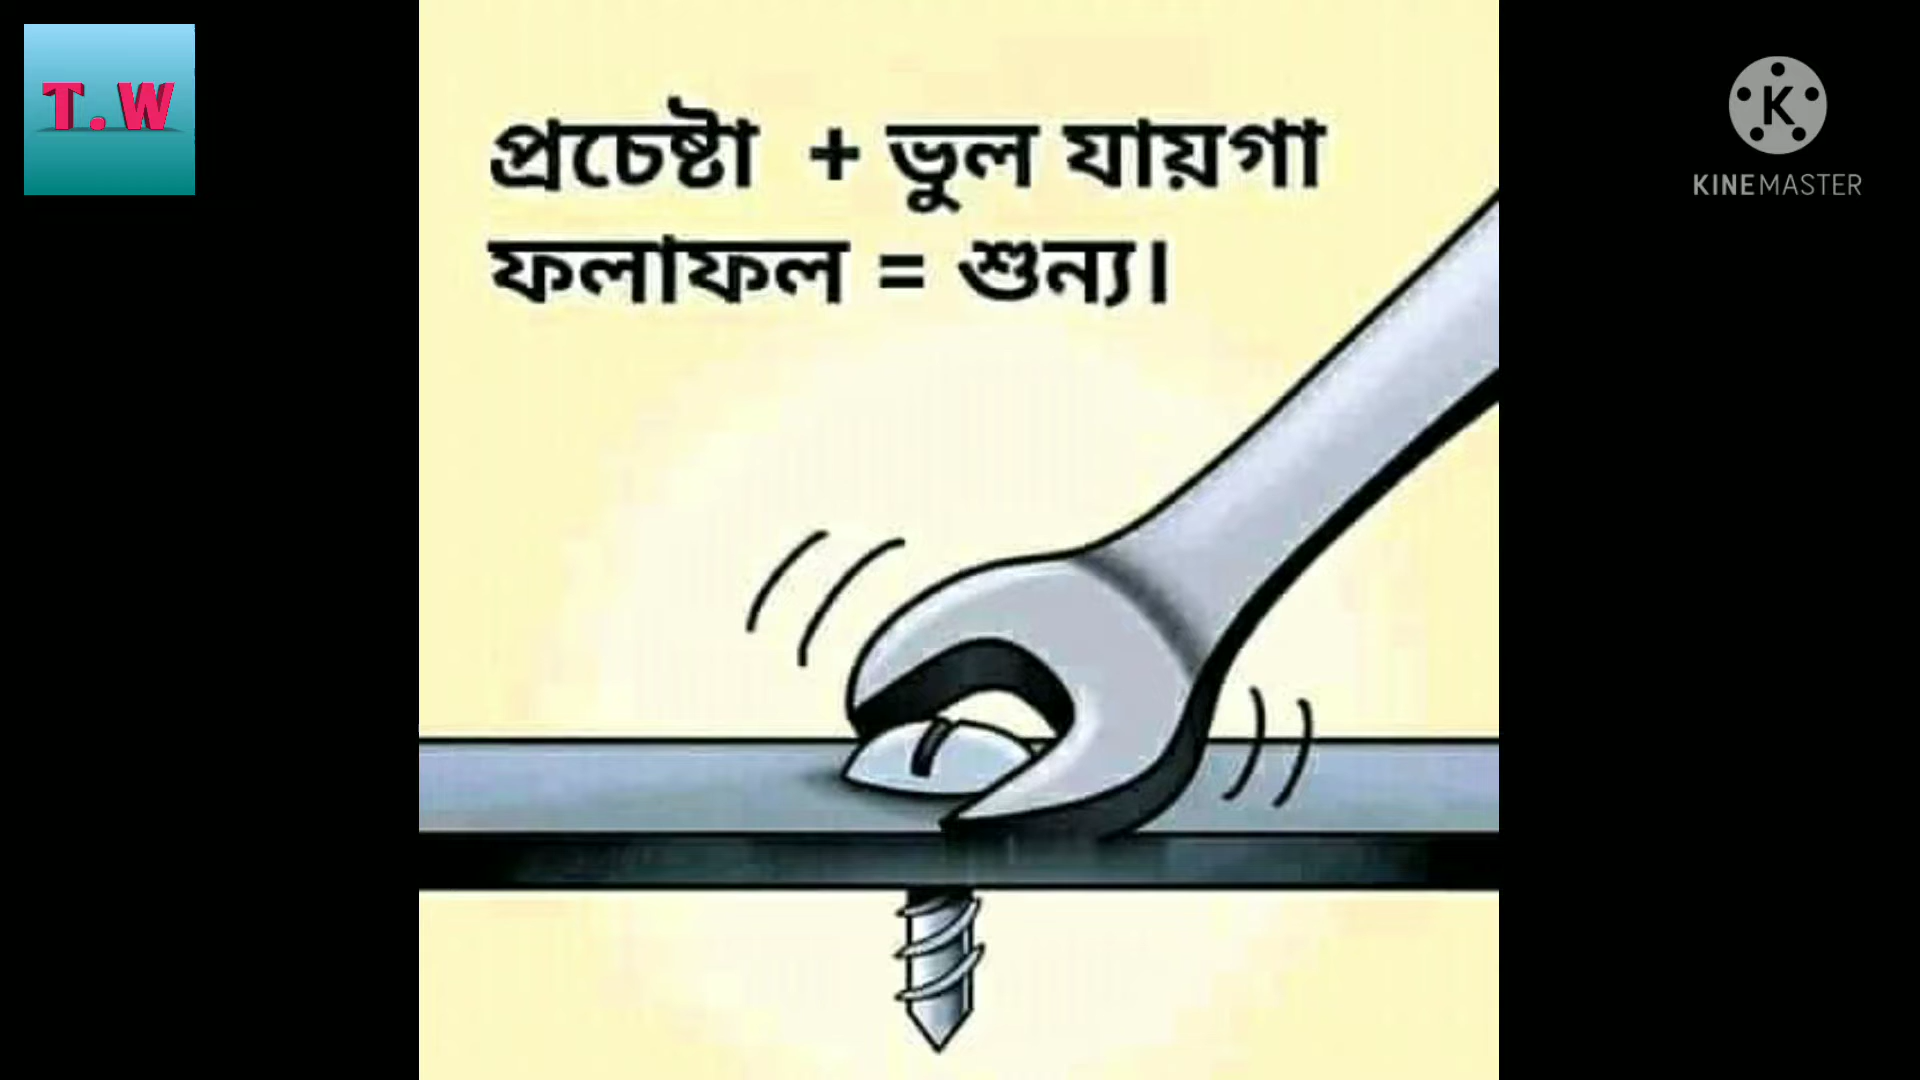 T.W
প্রচেষ্টা + ভুল যায়গা
ফলাফল = শুন্য।
K
KINEMASTER